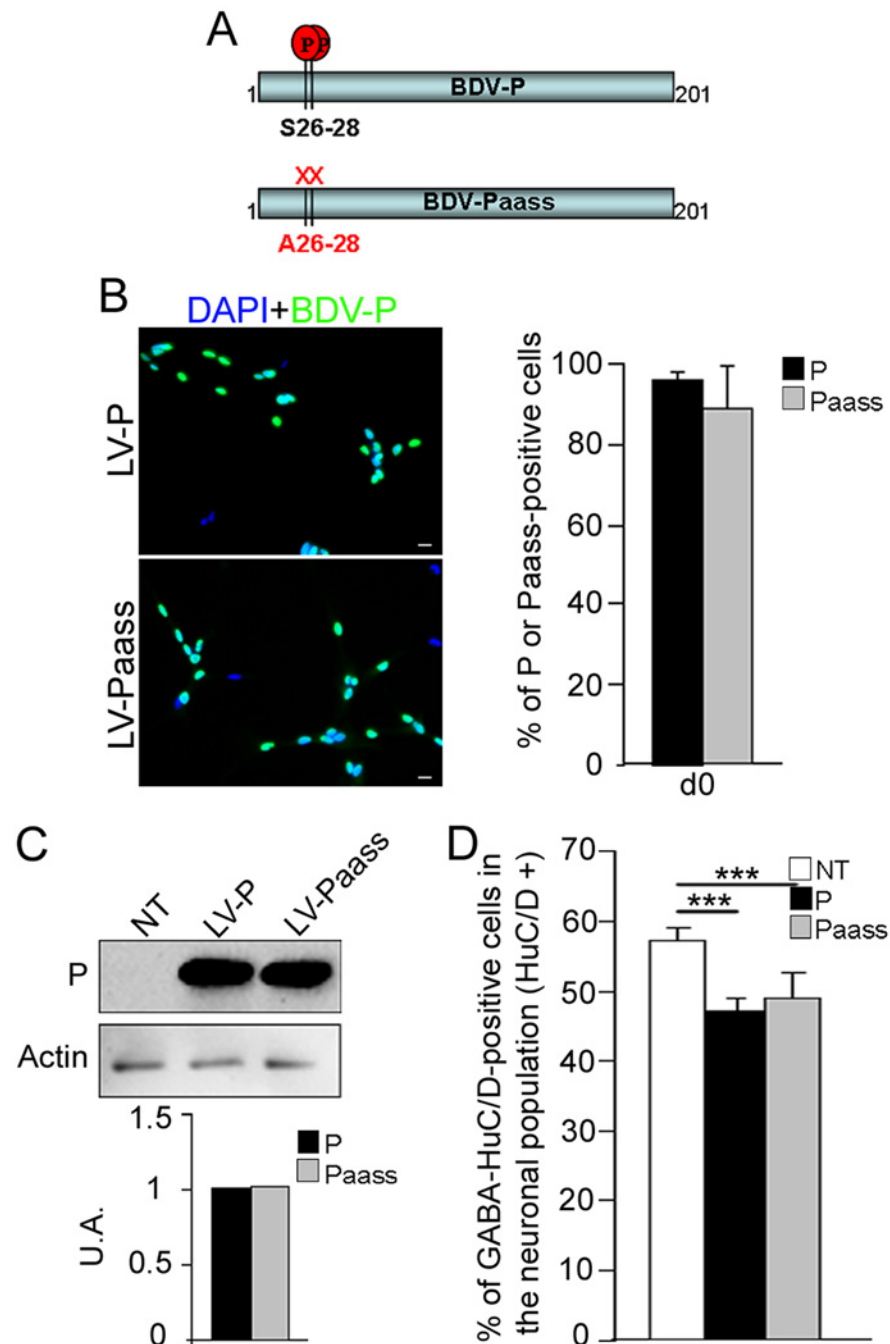 A
P P
1 BDV-P 201
S26-28
XX
1 BDV-Paass 201
A26-28
B
DAPI+BDV-P
LV-P
LV-Paass
% of P or Paass-positive cells
100
80
60
40
20
0
d0
P
Paass
C
NT
LV-P
LV-Paass
P
Actin
U.A.
1.5
1
0.5
0
P
Paass
D
% of GABA-HuC/D-positive cells in
the neuronal population (HuC/D +)
70
60
50
40
30
20
10
0
***
***
NT
P
Paass